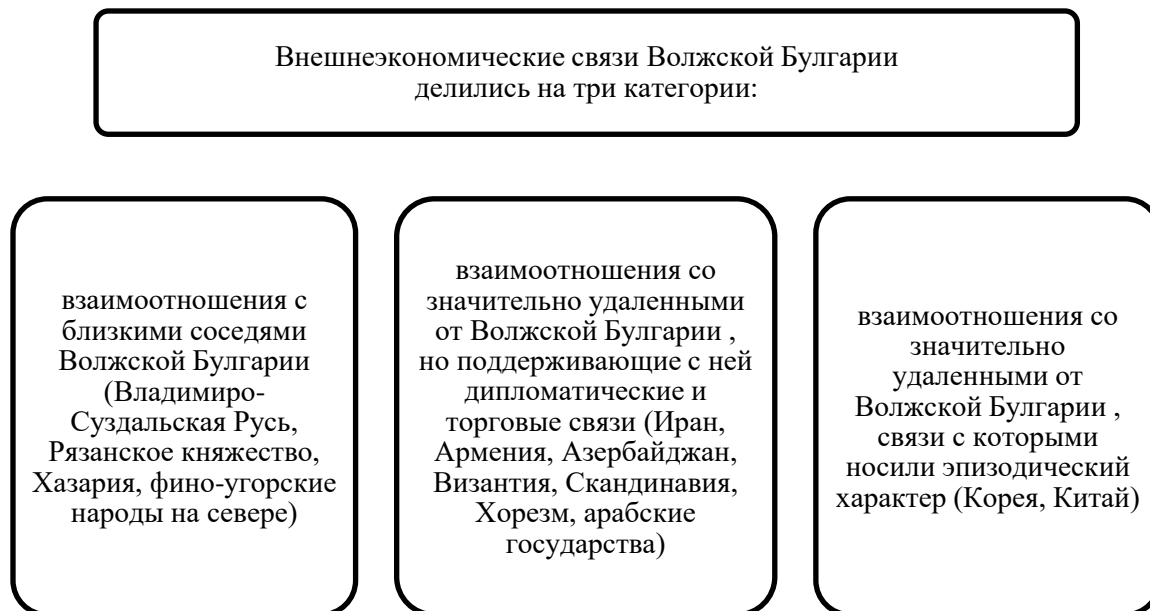 Внешнеэкономические связи Волжской Булгарии
делились на три категории:
взаимоотношения с
близкими соседями
Волжской Булгарии
(Владимиро-
Суздальская Русь,
Рязанское княжество,
Хазария, фино-угорские
народы на севере)
взаимоотношения со
значительно удаленными
от Волжской Булгарии ,
но поддерживающие с ней
дипломатические и
торговые связи (Иран,
Армения, Азербайджан,
Византия, Скандинавия,
Хорезм, арабские
государства)
взаимоотношения со
значительно
удаленными от
Волжской Булгарии ,
связи с которыми
носили эпизодический
характер (Корея, Китай)